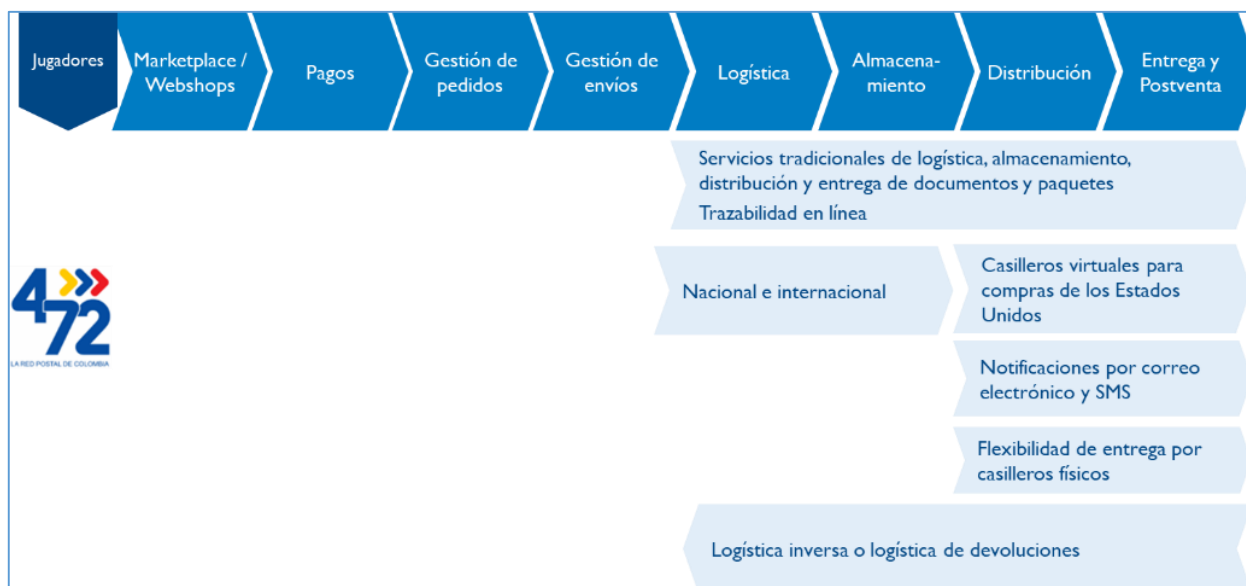 Jugadores
Marketplace /
Webshops
Pagos
Gestión de
pedidos
Gestión de
envíos
Logística
Almacena-
miento
Distribución
Entrega y
Postventa
Servicios tradicionales de logística, almacenamiento,
distribución y entrega de documentos y paquetes
Trazabilidad en línea
472
LA RED POSTAL DE COLOMBIA
Nacional e internacional
Casilleros virtuales para
compras de los Estados
Unidos
Notificaciones por correo
electrónico y SMS
Flexibilidad de entrega por
casilleros físicos
Logística inversa o logística de devoluciones